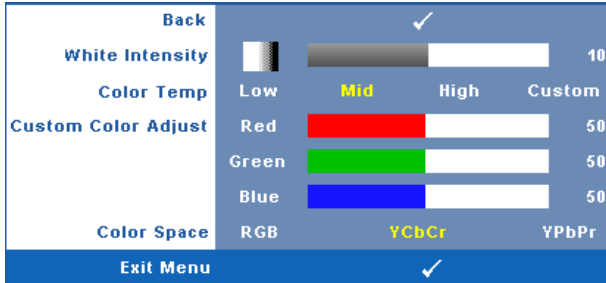 Back
White Intensity 10
Color Temp Low Mid High Custom
Custom Color Adjust Red 50
Green 50
Blue 50
Color Space RGB YCbCr YPbPr
Exit Menu